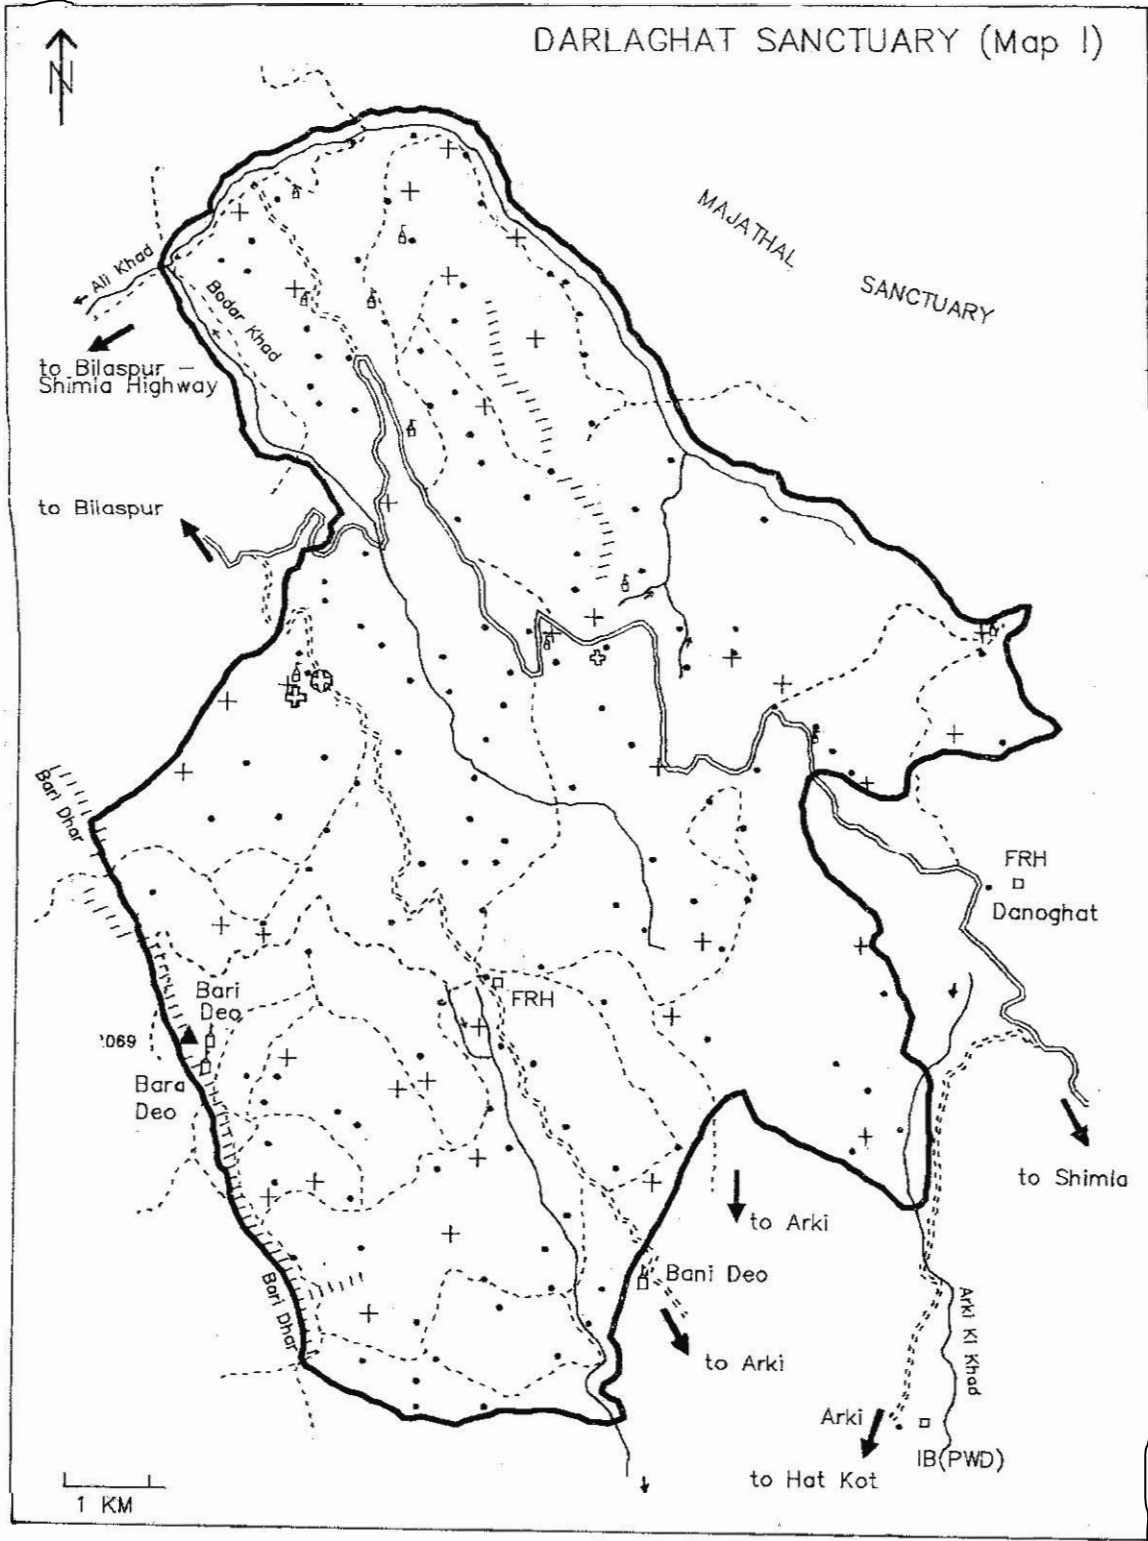 DARLAGHAT SANCTUARY (Map 1)
N
MAJATHAL
SANCTUARY
Ali Khad
Bodar Khad
to Bilaspur –
Shimla Highway
to Bilaspur
Bari Dhar
FRH
Danoghat
Bari
Deo
FRH
2069
Bara
Deo
to Shimla
to Arki
Bani Deo
Bari Dhar
Arki Ki Khad
to Arki
Arki
IB(PWD)
to Hat Kot
1 KM